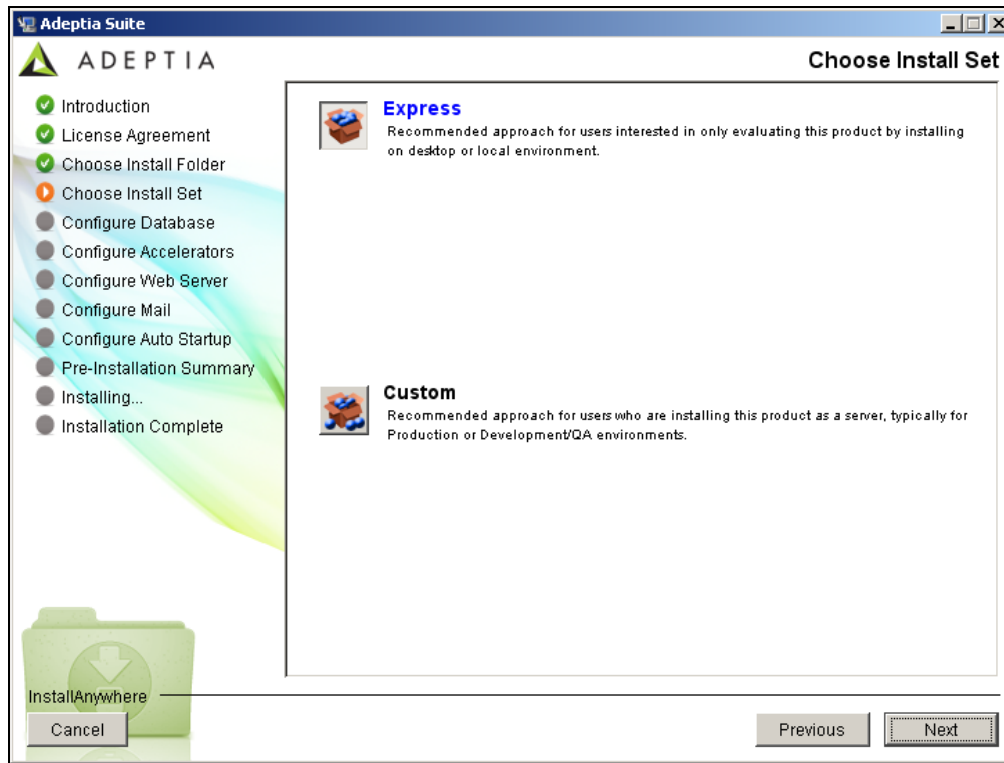 Adeptia Suite
ADEPTIA
Choose Install Set
Introduction
License Agreement
Choose Install Folder
Choose Install Set
Configure Database
Configure Accelerators
Configure Web Server
Configure Mail
Configure Auto Startup
Pre-Installation Summary
Installing...
Installation Complete
Express
Recommended approach for users interested in only evaluating this product by installing
on desktop or local environment.
Custom
Recommended approach for users who are installing this product as a server, typically for
Production or Development/QA environments.
InstallAnywhere
Cancel
Previous
Next